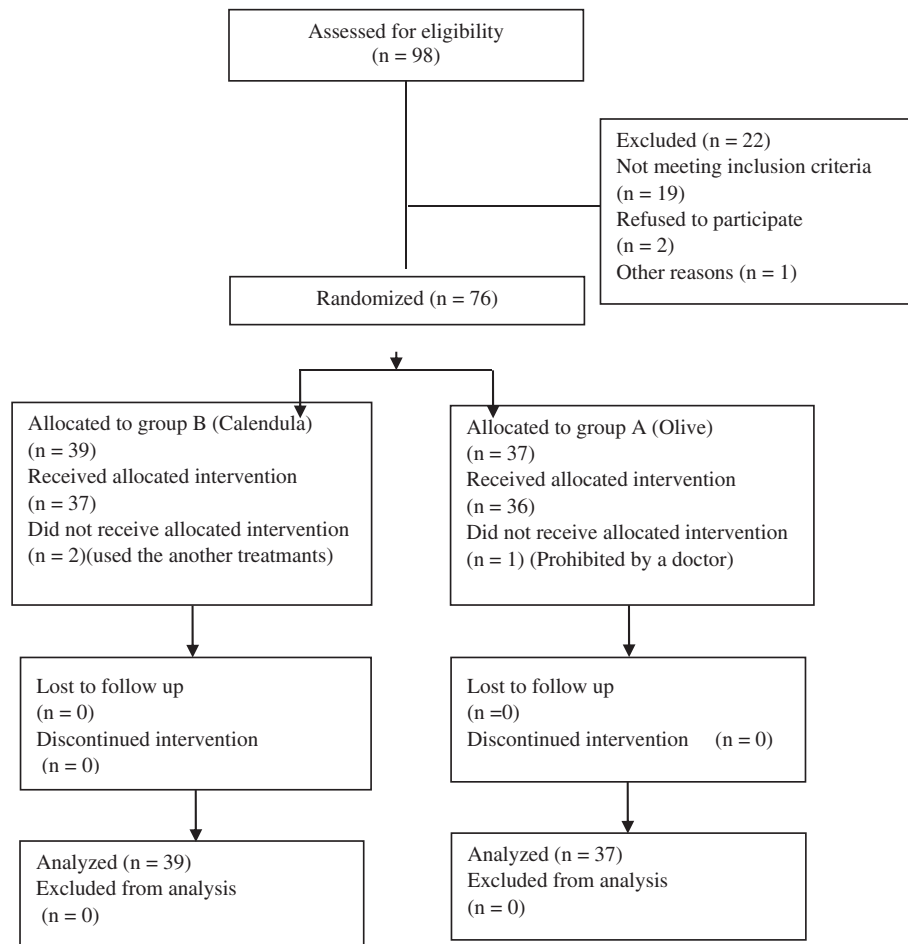 Assessed for eligibility
(n = 98)
Excluded (n = 22)
Not meeting inclusion criteria
(n = 19)
Refused to participate
(n = 2)
Other reasons (n = 1)
Randomized (n = 76)
Allocated to group B (Calendula)
(n = 39)
Received allocated intervention
(n = 37)
Did not receive allocated intervention
(n = 2)(used the another treatmants)
Allocated to group A (Olive)
(n = 37)
Received allocated intervention
(n = 36)
Did not receive allocated intervention
(n = 1) (Prohibited by a doctor)
Lost to follow up
(n = 0)
Discontinued intervention
(n = 0)
Lost to follow up
(n =0)
Discontinued intervention (n = 0)
Analyzed (n = 39)
Excluded from analysis
(n = 0)
Analyzed (n = 37)
Excluded from analysis
(n = 0)